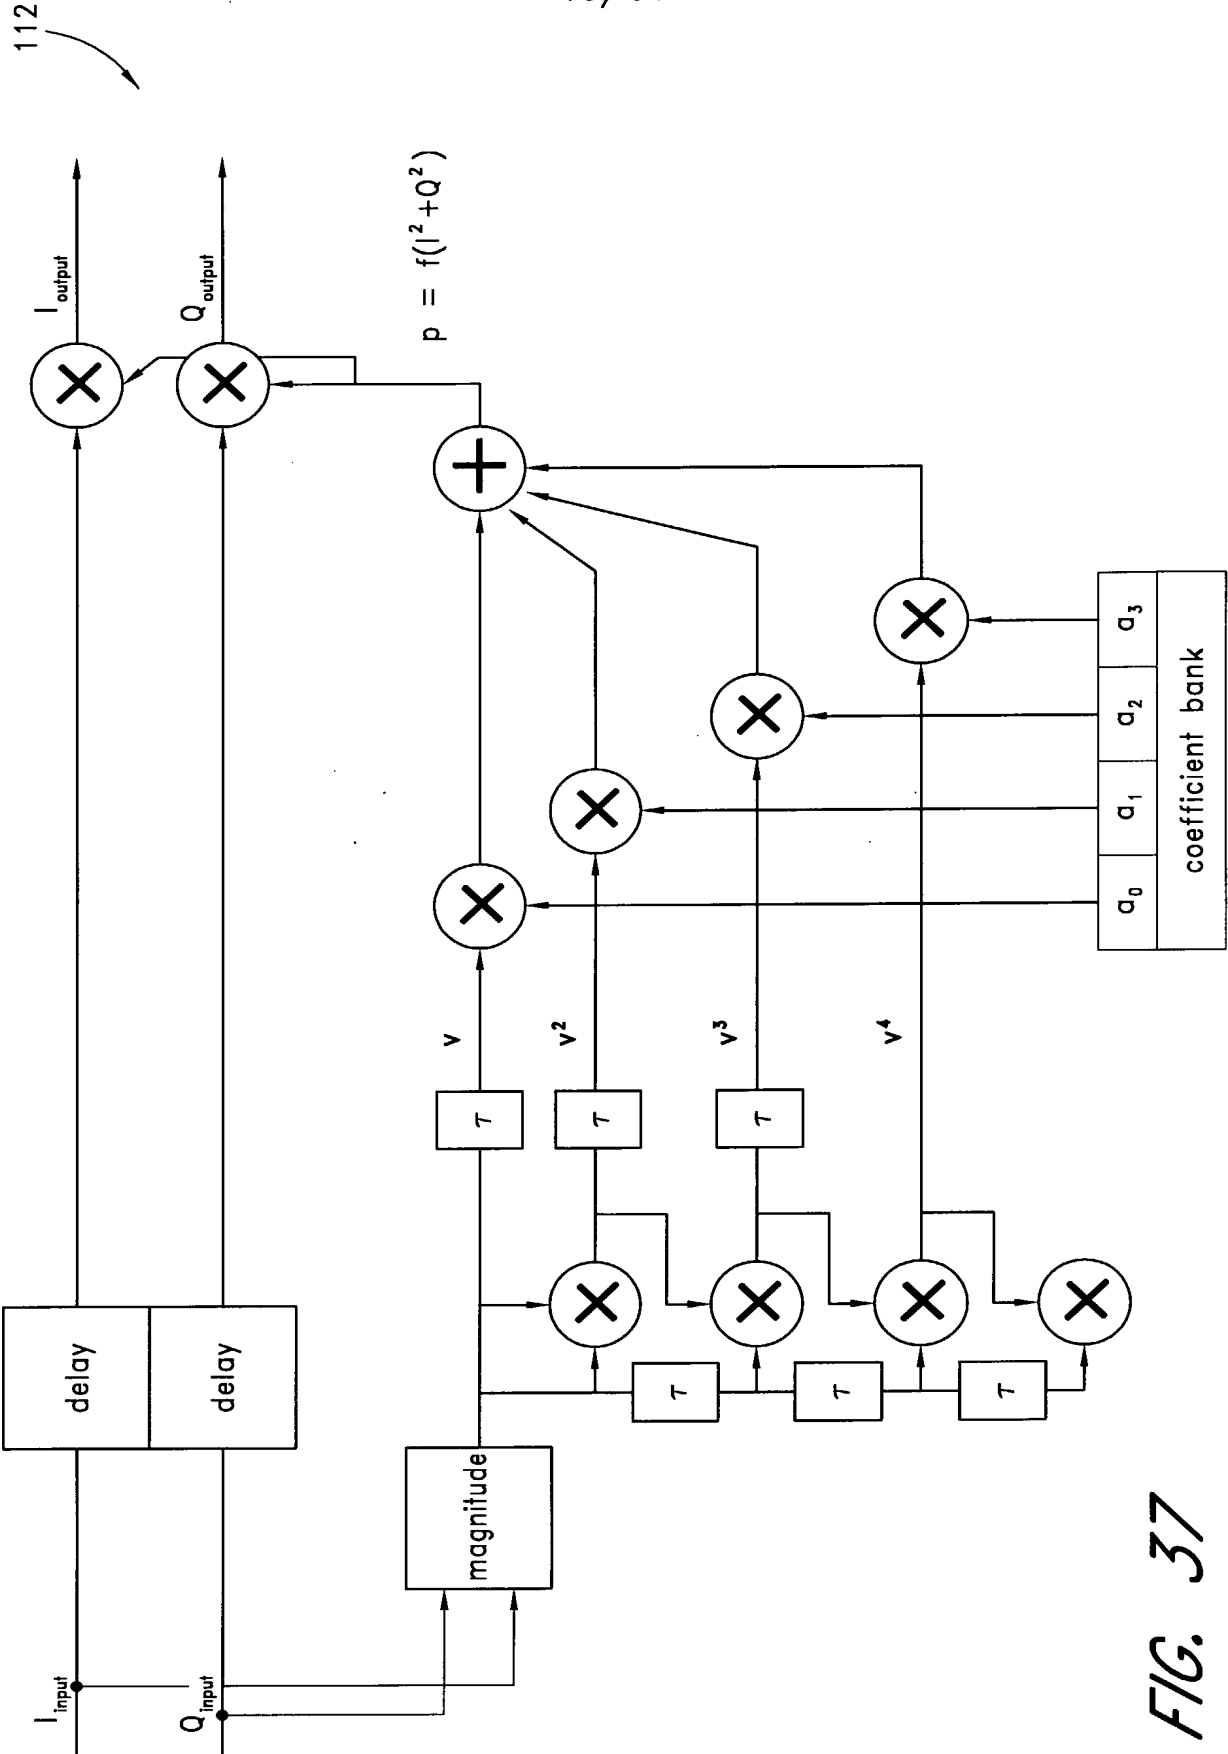 112
I_input
Q_input
delay
delay
I_output
Q_output
magnitude
p = f(I²+Q²)
τ
v
τ
v²
τ
v³
v⁴
τ
τ
τ
a₀
a₁
a₂
a₃
coefficient bank
FIG. 37